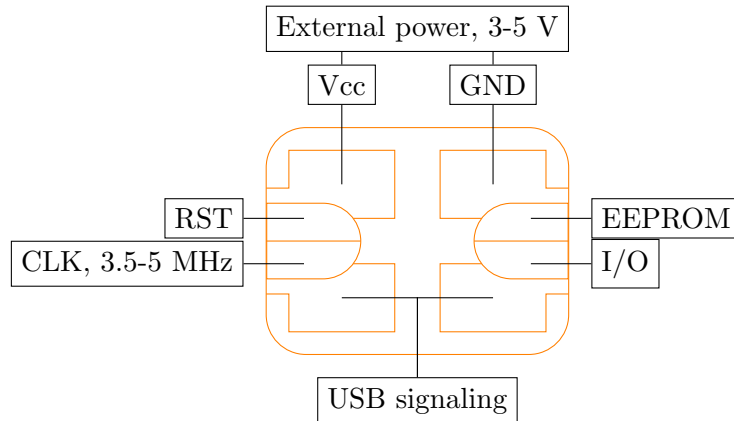 External power, 3-5 V
Vcc
GND
RST
EEPROM
CLK, 3.5-5 MHz
I/O
USB signaling